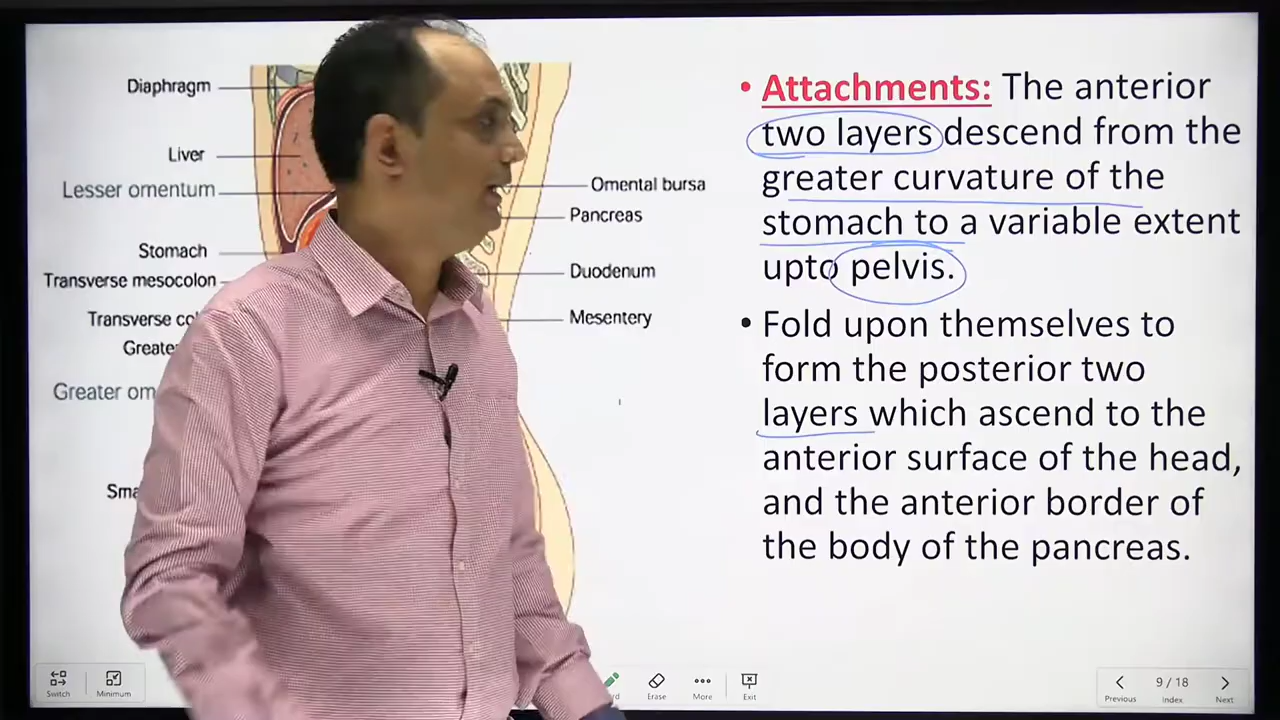 Diaphragm
Liver
Lesser omentum
Stomach
Transverse mesocolon
Transverse
Greater
Greater
Omental bursa
Pancreas
Duodenum
Mesentery
• Attachments: The anterior
two layers descend from the
greater curvature of the
stomach to a variable extent
upto pelvis.
• Fold upon themselves to
form the posterior two
layers which ascend to the
anterior surface of the head,
and the anterior border of
the body of the pancreas.
Switch
Minimum
Erase
More
Exit
Previous
9 / 18
Index
Next